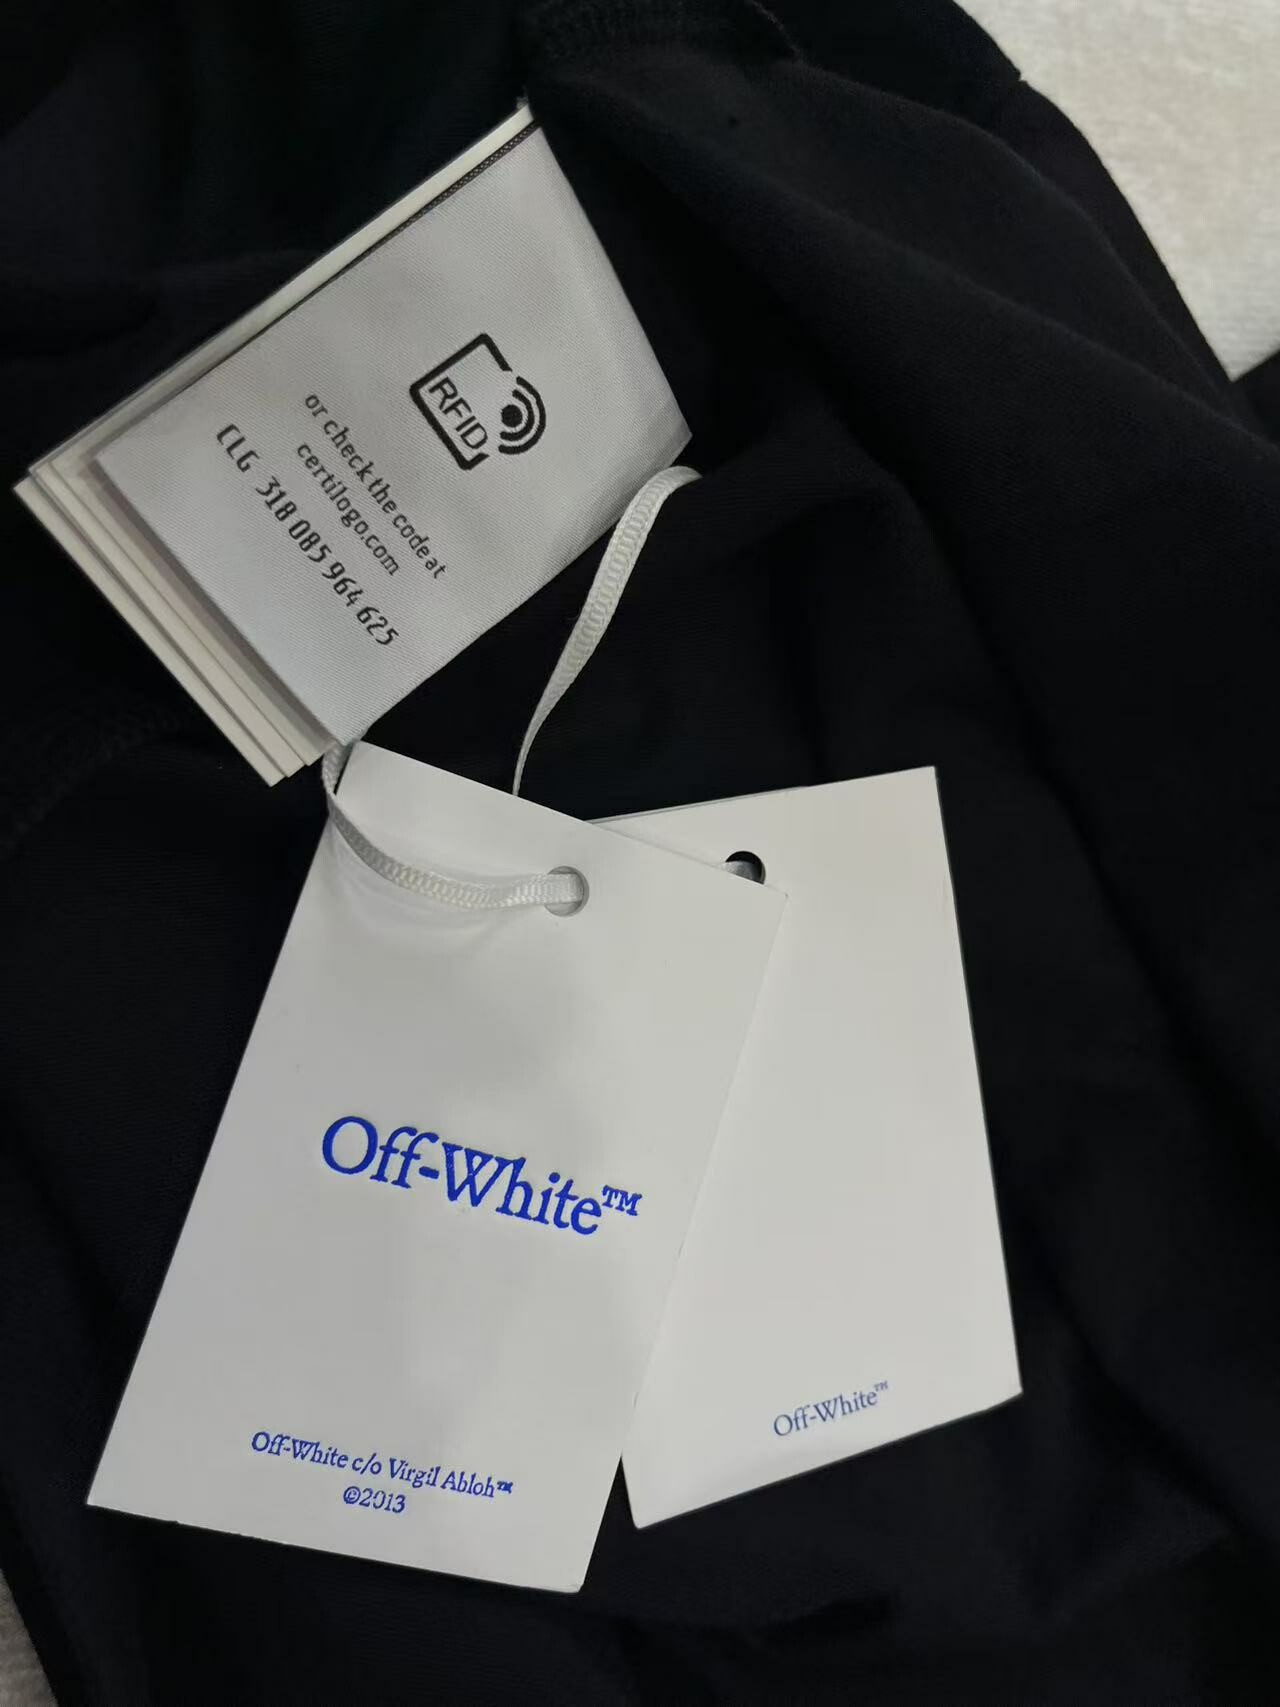 RFID
or check the code at
certilogo.com
CLG 318 085 964 625
Off-White™
Off-White c/o Virgil Abloh™
©2013
Off-White™